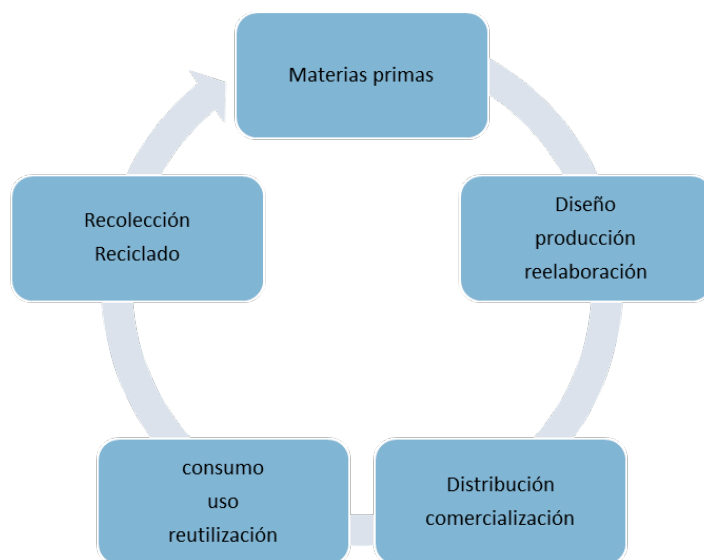 Materias primas
Diseño
producción
reelaboración
Distribución
comercialización
consumo
uso
reutilización
Recolección
Reciclado